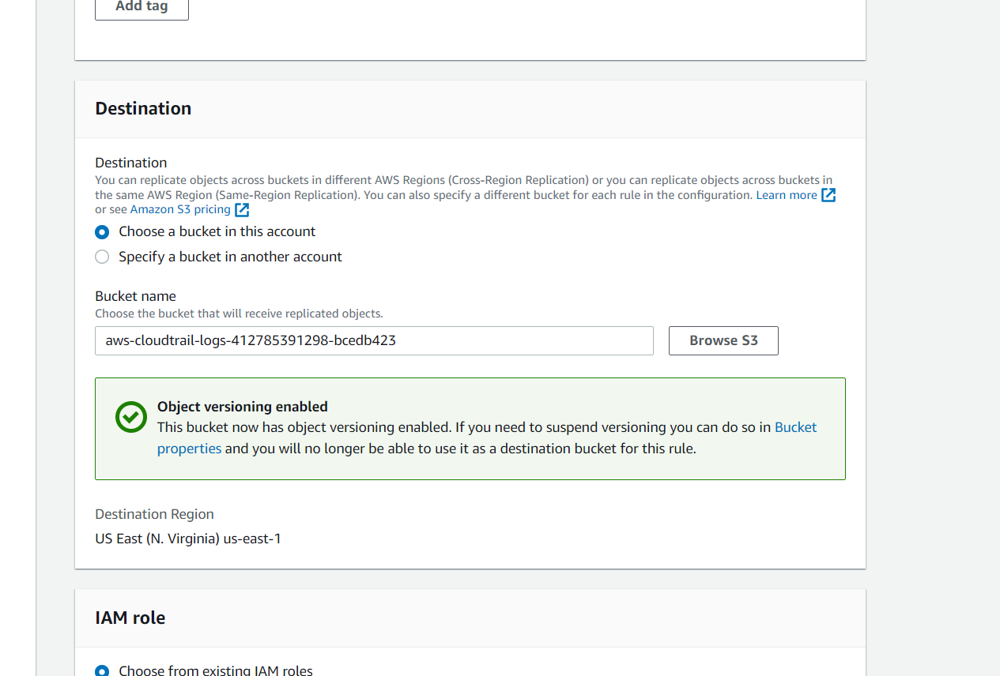 Add tag
Destination
Destination
You can replicate objects across buckets in different AWS Regions (Cross-Region Replication) or you can replicate objects across buckets in
the same AWS Region (Same-Region Replication). You can also specify a different bucket for each rule in the configuration. Learn more
or see Amazon S3 pricing
Choose a bucket in this account
Specify a bucket in another account
Bucket name
Choose the bucket that will receive replicated objects.
aws-cloudtrail-logs-412785391298-bcedb423
Browse S3
Object versioning enabled
This bucket now has object versioning enabled. If you need to suspend versioning you can do so in Bucket
properties and you will no longer be able to use it as a destination bucket for this rule.
Destination Region
US East (N. Virginia) us-east-1
IAM role
Choose from existing IAM roles